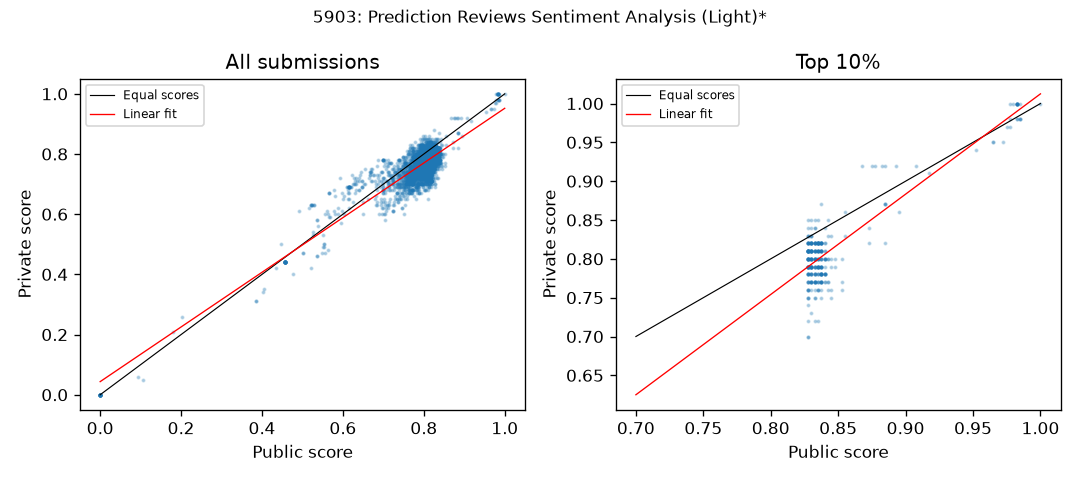 5903: Prediction Reviews Sentiment Analysis (Light)*
All submissions
Equal scores
Linear fit
1.0
0.8
0.6
0.4
0.2
0.0
Private score
0.0 0.2 0.4 0.6 0.8 1.0
Public score
Top 10%
Equal scores
Linear fit
1.00
0.95
0.90
0.85
0.80
0.75
0.70
0.65
Private score
0.70 0.75 0.80 0.85 0.90 0.95 1.00
Public score